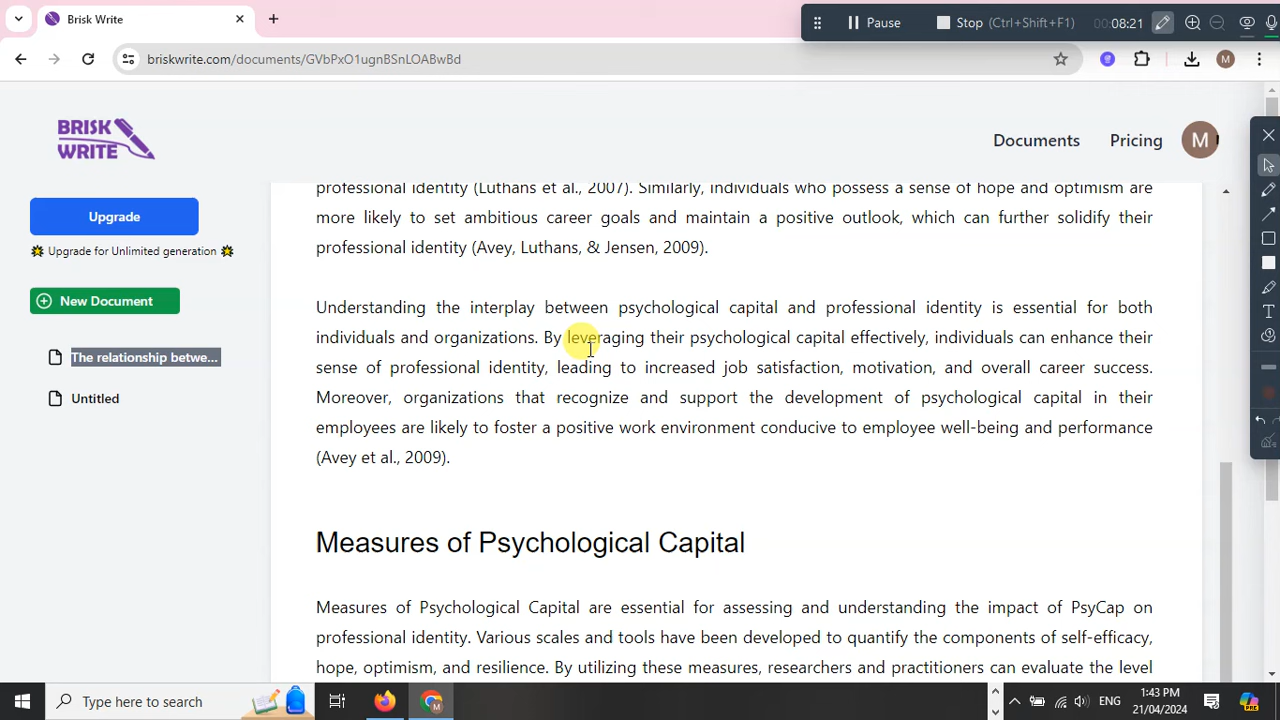 Brisk Write
Pause
Stop (Ctrl+Shift+F1)
00:08:21
briskwrite.com/documents/GVbPxO1ugnBSnLOABwBd
M
BRISK
WRITE
Documents
Pricing
M
Upgrade
Upgrade for Unlimited generation
New Document
The relationship betwe...
Untitled
professional identity (Luthans et al., 2007). Similarly, individuals who possess a sense of hope and optimism are
more likely to set ambitious career goals and maintain a positive outlook, which can further solidify their
professional identity (Avey, Luthans, & Jensen, 2009).
Understanding the interplay between psychological capital and professional identity is essential for both
individuals and organizations. By leveraging their psychological capital effectively, individuals can enhance their
sense of professional identity, leading to increased job satisfaction, motivation, and overall career success.
Moreover, organizations that recognize and support the development of psychological capital in their
employees are likely to foster a positive work environment conducive to employee well-being and performance
(Avey et al., 2009).
Measures of Psychological Capital
Measures of Psychological Capital are essential for assessing and understanding the impact of PsyCap on
professional identity. Various scales and tools have been developed to quantify the components of self-efficacy,
hope, optimism, and resilience. By utilizing these measures, researchers and practitioners can evaluate the level
Type here to search
ENG
1:43 PM
21/04/2024